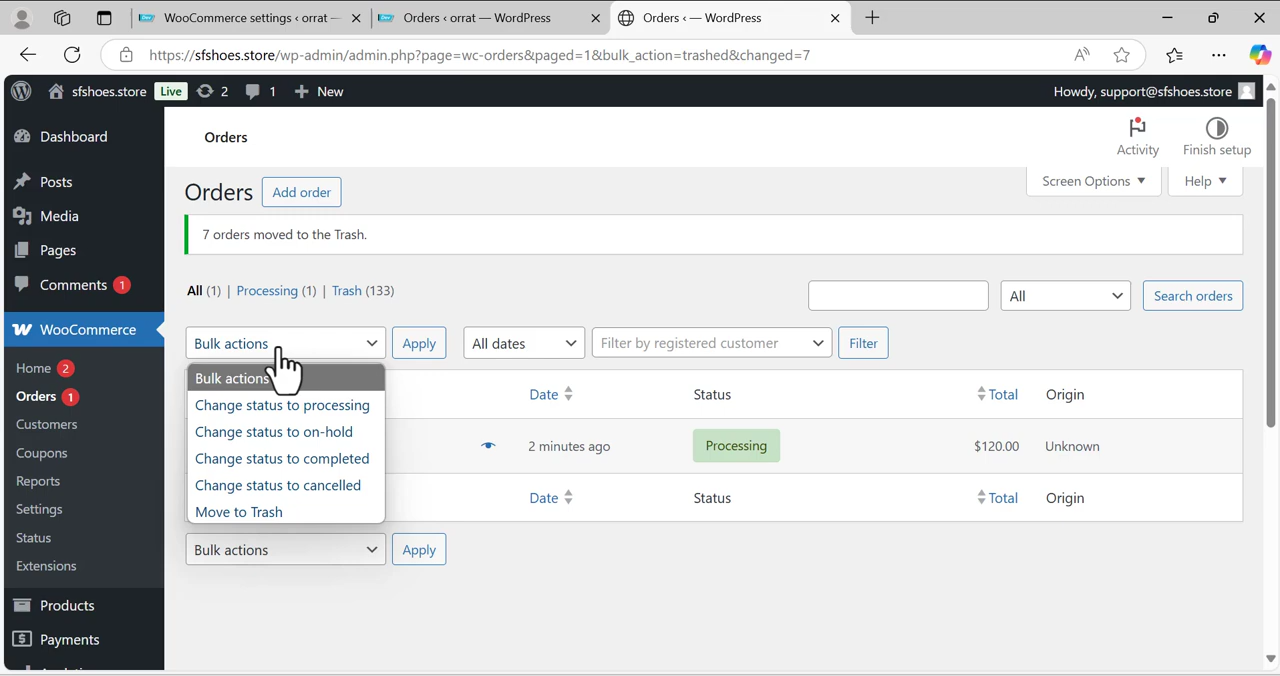 WooCommerce settings ‹ orrat —
Orders ‹ orrat — WordPress
Orders ‹ — WordPress
https://sfshoes.store/wp-admin/admin.php?page=wc-orders&paged=1&bulk_action=trashed&changed=7
sfshoes.store Live 2 1 New
Howdy, support@sfshoes.store
Dashboard
Posts
Media
Pages
Comments 1
WooCommerce
Home 2
Orders 1
Customers
Coupons
Reports
Settings
Status
Extensions
Products
Payments
Orders
Activity
Finish setup
Screen Options
Help
Orders Add order
7 orders moved to the Trash.
All (1) | Processing (1) | Trash (133)
All
Search orders
Bulk actions
Apply
All dates
Filter by registered customer
Filter
Bulk actions
Change status to processing
Change status to on-hold
Change status to completed
Change status to cancelled
Move to Trash
Date Status Total Origin
2 minutes ago Processing $120.00 Unknown
Date Status Total Origin
Bulk actions
Apply